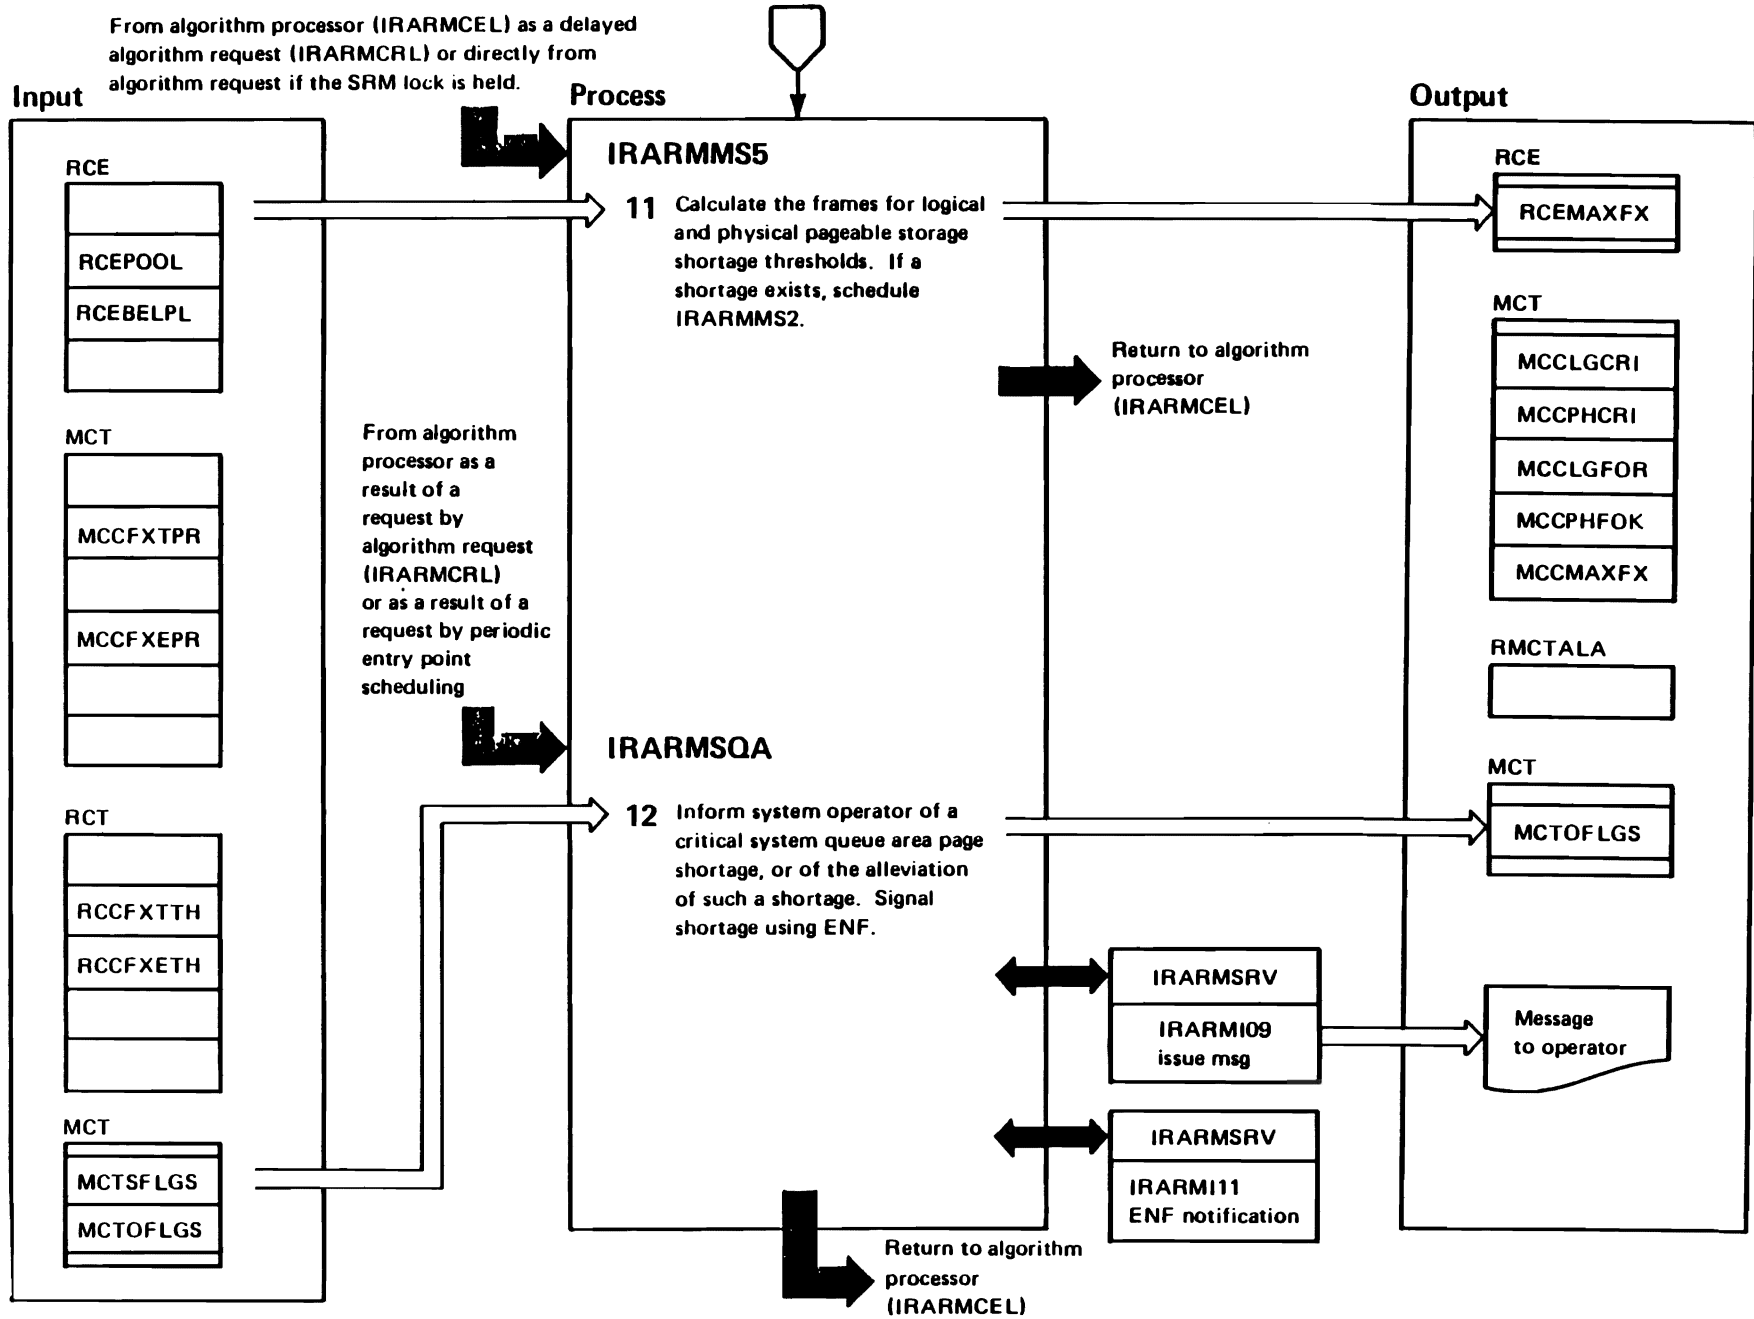 From algorithm processor (IRARMCEL) as a delayed
algorithm request (IRARMCRL) or directly from
algorithm request if the SRM lock is held.
Input
Process
Output
RCE
RCEPOOL
RCEBELPL
MCT
MCCFXTPR
MCCFXEPR
RCT
RCCFXTTH
RCCFXETH
MCT
MCTSFLGS
MCTOFLGS
From algorithm
processor as a
result of a
request by
algorithm request
(IRARMCRL)
or as a result of a
request by periodic
entry point
scheduling
IRARMMS5
11 Calculate the frames for logical
and physical pageable storage
shortage thresholds. If a
shortage exists, schedule
IRARMMS2.
Return to algorithm
processor
(IRARMCEL)
IRARMSQA
12 Inform system operator of a
critical system queue area page
shortage, or of the alleviation
of such a shortage. Signal
shortage using ENF.
IRARMSRV
IRARMI09
issue msg
IRARMSRV
IRARMI11
ENF notification
Return to algorithm
processor
(IRARMCEL)
RCE
RCEMAXFX
MCT
MCCLGCRI
MCCPHCRI
MCCLGFOR
MCCPHFOK
MCCMAXFX
RMCTALA
MCT
MCTOFLGS
Message
to operator